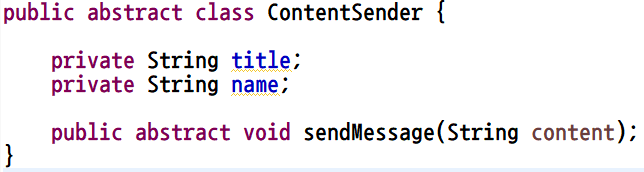 public abstract class ContentSender {
private String title;
private String name;
public abstract void sendMessage(String content);
}